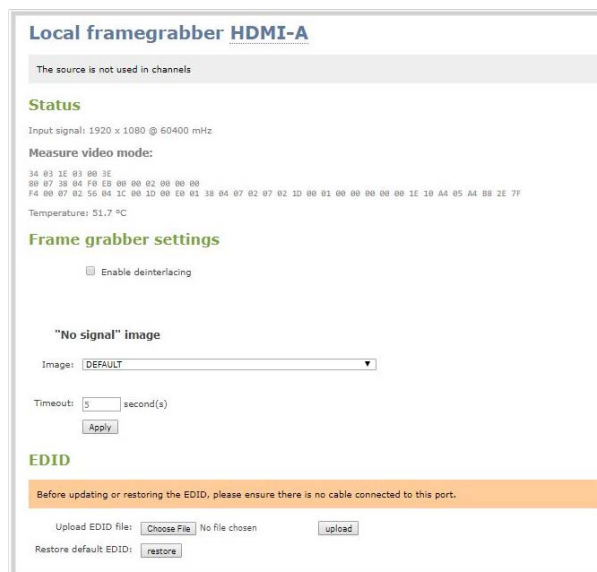 Local framegrabber HDMI-A
The source is not used in channels
Status
Input signal: 1920 x 1080 @ 60400 mHz
Measure video mode:
34 03 1E 03 00 3E
80 07 38 04 F0 EB 00 00 02 00 00 00
F4 00 07 02 56 04 1C 00 1D 00 E0 01 38 04 07 02 07 02 1D 00 01 00 00 00 00 00 1E 10 A4 05 A4 B8 2E 7F
Temperature: 51.7 °C
Frame grabber settings
Enable deinterlacing
"No signal" image
Image: DEFAULT
Timeout: 5 second(s)
Apply
EDID
Before updating or restoring the EDID, please ensure there is no cable connected to this port.
Upload EDID file: Choose File No file chosen upload
Restore default EDID: restore